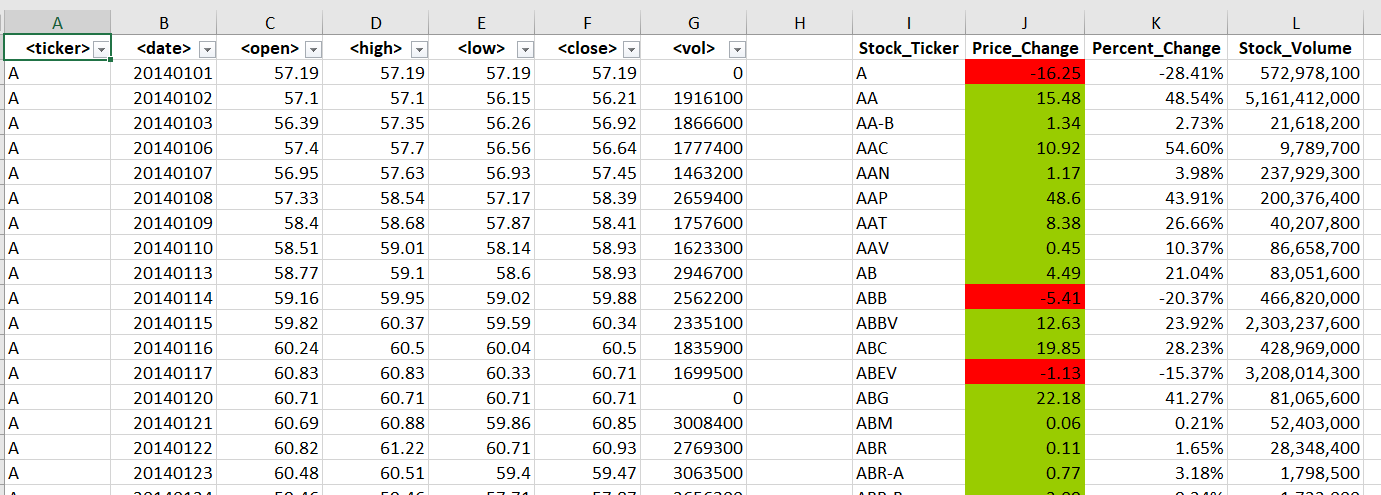 A B C D E F G H I J K L
<ticker> <date> <open> <high> <low> <close> <vol> Stock_Ticker Price_Change Percent_Change Stock_Volume
A 20140101 57.19 57.19 57.19 57.19 0 A -16.25 -28.41% 572,978,100
A 20140102 57.1 57.1 56.15 56.21 1916100 AA 15.48 48.54% 5,161,412,000
A 20140103 56.39 57.35 56.26 56.92 1866600 AA-B 1.34 2.73% 21,618,200
A 20140106 57.4 57.7 56.56 56.64 1777400 AAC 10.92 54.60% 9,789,700
A 20140107 56.95 57.63 56.93 57.45 1463200 AAN 1.17 3.98% 237,929,300
A 20140108 57.33 58.54 57.17 58.39 2659400 AAP 48.6 43.91% 200,376,400
A 20140109 58.4 58.68 57.87 58.41 1757600 AAT 8.38 26.66% 40,207,800
A 20140110 58.51 59.01 58.14 58.93 1623300 AAV 0.45 10.37% 86,658,700
A 20140113 58.77 59.1 58.6 58.93 2946700 AB 4.49 21.04% 83,051,600
A 20140114 59.16 59.95 59.02 59.88 2562200 ABB -5.41 -20.37% 466,820,000
A 20140115 59.82 60.37 59.59 60.34 2335100 ABBV 12.63 23.92% 2,303,237,600
A 20140116 60.24 60.5 60.04 60.5 1835900 ABC 19.85 28.23% 428,969,000
A 20140117 60.83 60.83 60.33 60.71 1699500 ABEV -1.13 -15.37% 3,208,014,300
A 20140120 60.71 60.71 60.71 60.71 0 ABG 22.18 41.27% 81,065,600
A 20140121 60.69 60.88 59.86 60.85 3008400 ABM 0.06 0.21% 52,403,000
A 20140122 60.82 61.22 60.71 60.93 2769300 ABR 0.11 1.65% 28,348,400
A 20140123 60.48 60.51 59.4 59.47 3063500 ABR-A 0.77 3.18% 1,798,500